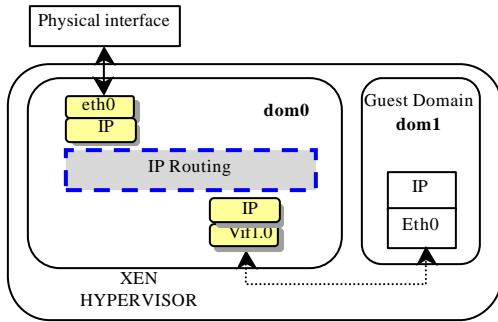 Physical interface
eth0
IP
dom0
IP Routing
IP
Vif1.0
Guest Domain
dom1
IP
Eth0
XEN
HYPERVISOR